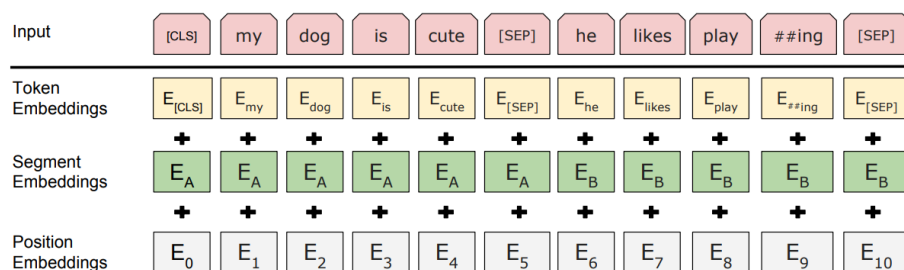 Input [CLS] my dog is cute [SEP] he likes play ##ing [SEP]
Token Embeddings E[CLS] Emy Edog Eis Ecute E[SEP] Ehe Elikes Eplay E##ing E[SEP]
+ + + + + + + + + + +
Segment Embeddings EA EA EA EA EA EA EB EB EB EB EB
+ + + + + + + + + + +
Position Embeddings E0 E1 E2 E3 E4 E5 E6 E7 E8 E9 E10